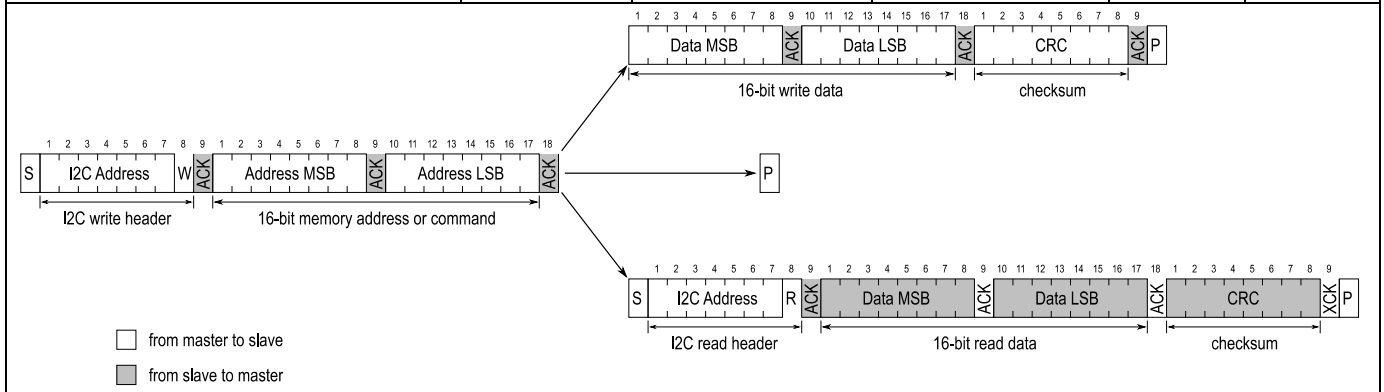 1 2 3 4 5 6 7 8 9 10 11 12 13 14 15 16 17 18 1 2 3 4 5 6 7 8 9
Data MSB ACK Data LSB ACK CRC ACK P
16-bit write data checksum
1 2 3 4 5 6 7 8 9 1 2 3 4 5 6 7 8 9 10 11 12 13 14 15 16 17 18
S I2C Address W ACK Address MSB ACK Address LSB ACK P
I2C write header 16-bit memory address or command
1 2 3 4 5 6 7 8 9 1 2 3 4 5 6 7 8 9 10 11 12 13 14 15 16 17 18 1 2 3 4 5 6 7 8 9
S I2C Address R ACK Data MSB ACK Data LSB ACK CRC XCK P
I2C read header 16-bit read data checksum
from master to slave
from slave to master